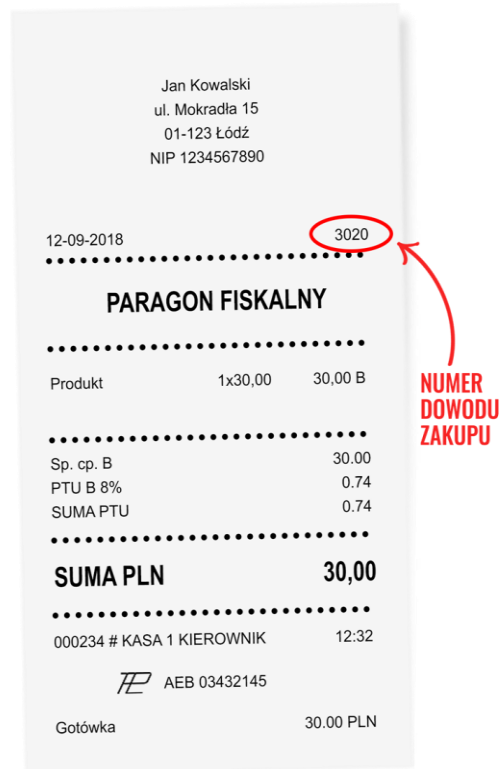 Jan Kowalski
ul. Mokradła 15
01-123 Łódź
NIP 1234567890
12-09-2018 3020
PARAGON FISKALNY
Produkt 1x30,00 30,00 B
Sp. cp. B 30.00
PTU B 8% 0.74
SUMA PTU 0.74
SUMA PLN 30,00
000234 # KASA 1 KIEROWNIK 12:32
AEB 03432145
Gotówka 30.00 PLN
NUMER
DOWODU
ZAKUPU